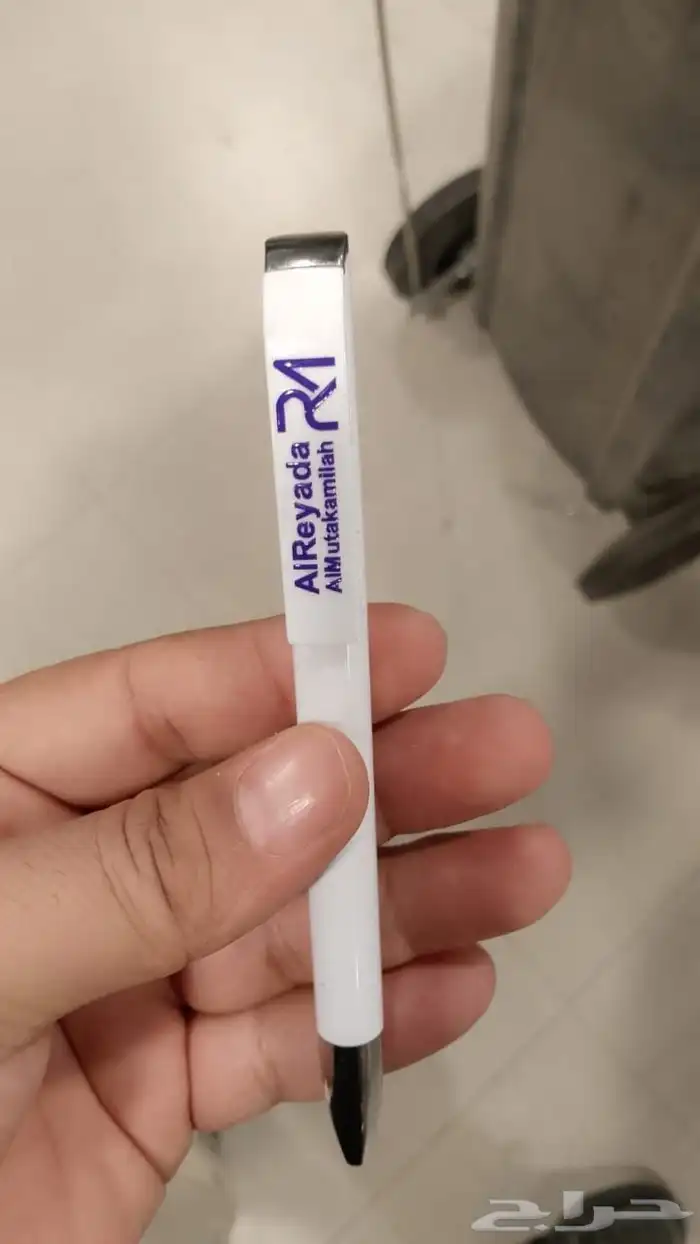 RA
AlReyada
AlMutakamilah
حراج